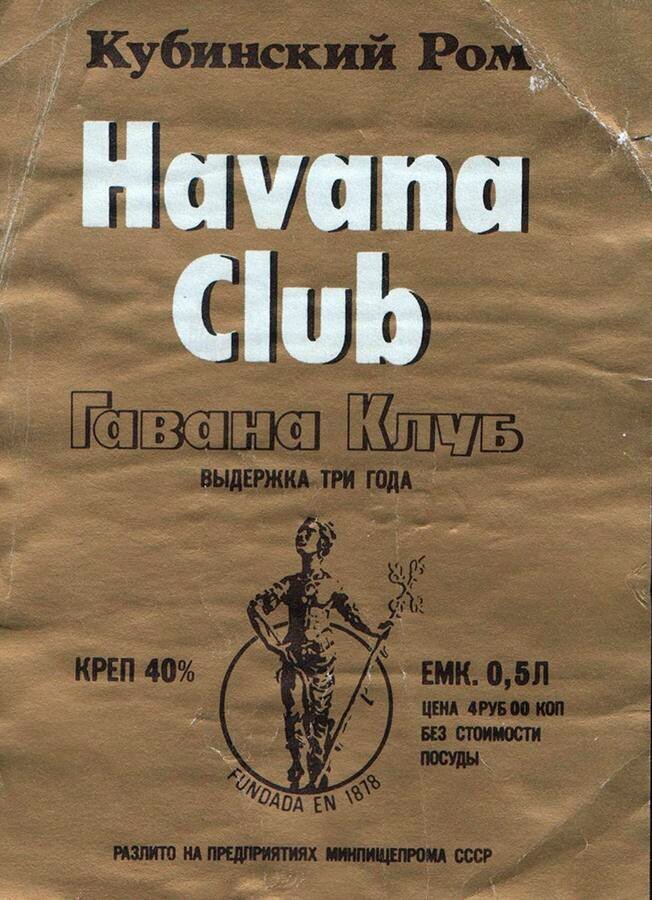 Кубинский Ром
Havana
Club
Гавана Клуб
ВЫДЕРЖКА ТРИ ГОДА
КРЕП 40%
ЕМК. 0,5Л
ЦЕНА 4РУБ 00 КОП
БЕЗ СТОИМОСТИ
ПОСУДЫ
FUNDADA EN 1878
РАЗЛИТО НА ПРЕДПРИЯТИЯХ МИНПИЩЕПРОМА СССР